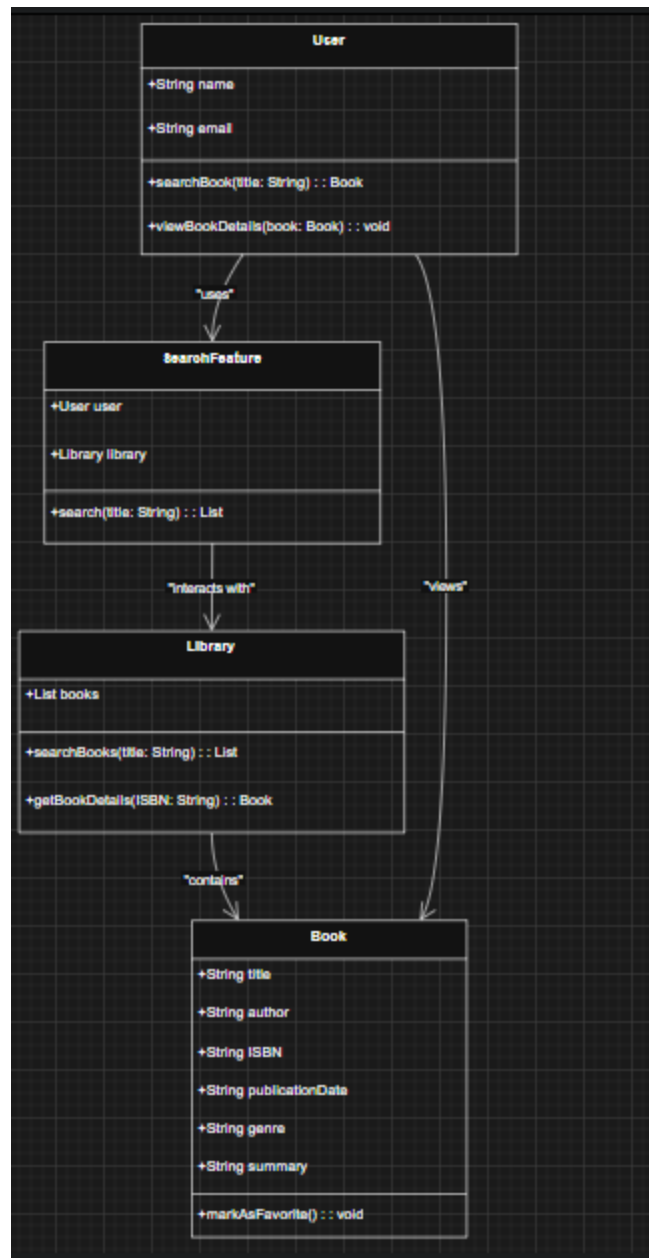 User
+String name
+String email
+searchBook(title: String) : : Book
+viewBookDetails(book: Book) : : void
"uses"
SearchFeature
+User user
+Library library
+search(title: String) : : List
"interacts with"
"views"
Library
+List books
+searchBooks(title: String) : : List
+getBookDetails(ISBN: String) : : Book
"contains"
Book
+String title
+String author
+String ISBN
+String publicationDate
+String genre
+String summary
+markAsFavorite() : : void